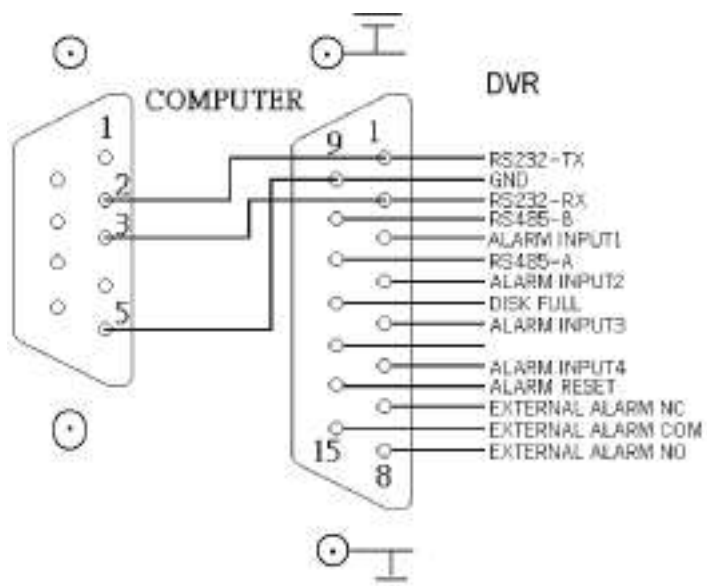 DVR
COMPUTER
1
2
3
5
9
1
15
8
RS232-TX
GND
RS232-RX
RS485-B
ALARM INPUT1
RS485-A
ALARM INPUT2
DISK FULL
ALARM INPUT3
ALARM INPUT4
ALARM RESET
EXTERNAL ALARM NC
EXTERNAL ALARM COM
EXTERNAL ALARM NO